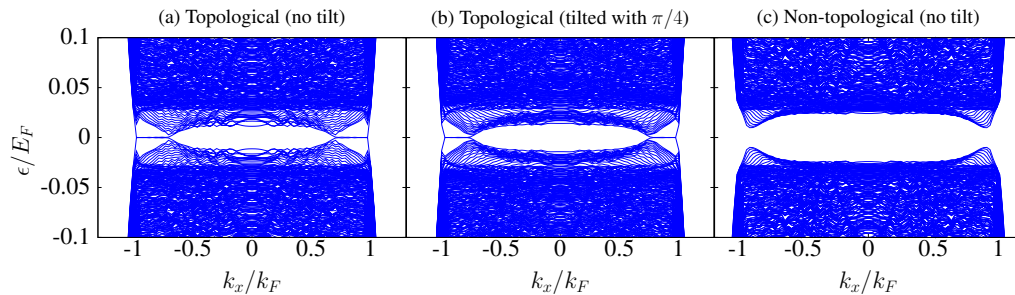 (a) Topological (no tilt)
(b) Topological (tilted with π/4)
(c) Non-topological (no tilt)
0.1
0.05
0
-0.05
-0.1
ϵ/E_F
-1 -0.5 0 0.5 1
-1 -0.5 0 0.5 1
-1 -0.5 0 0.5 1
k_x/k_F
k_x/k_F
k_x/k_F